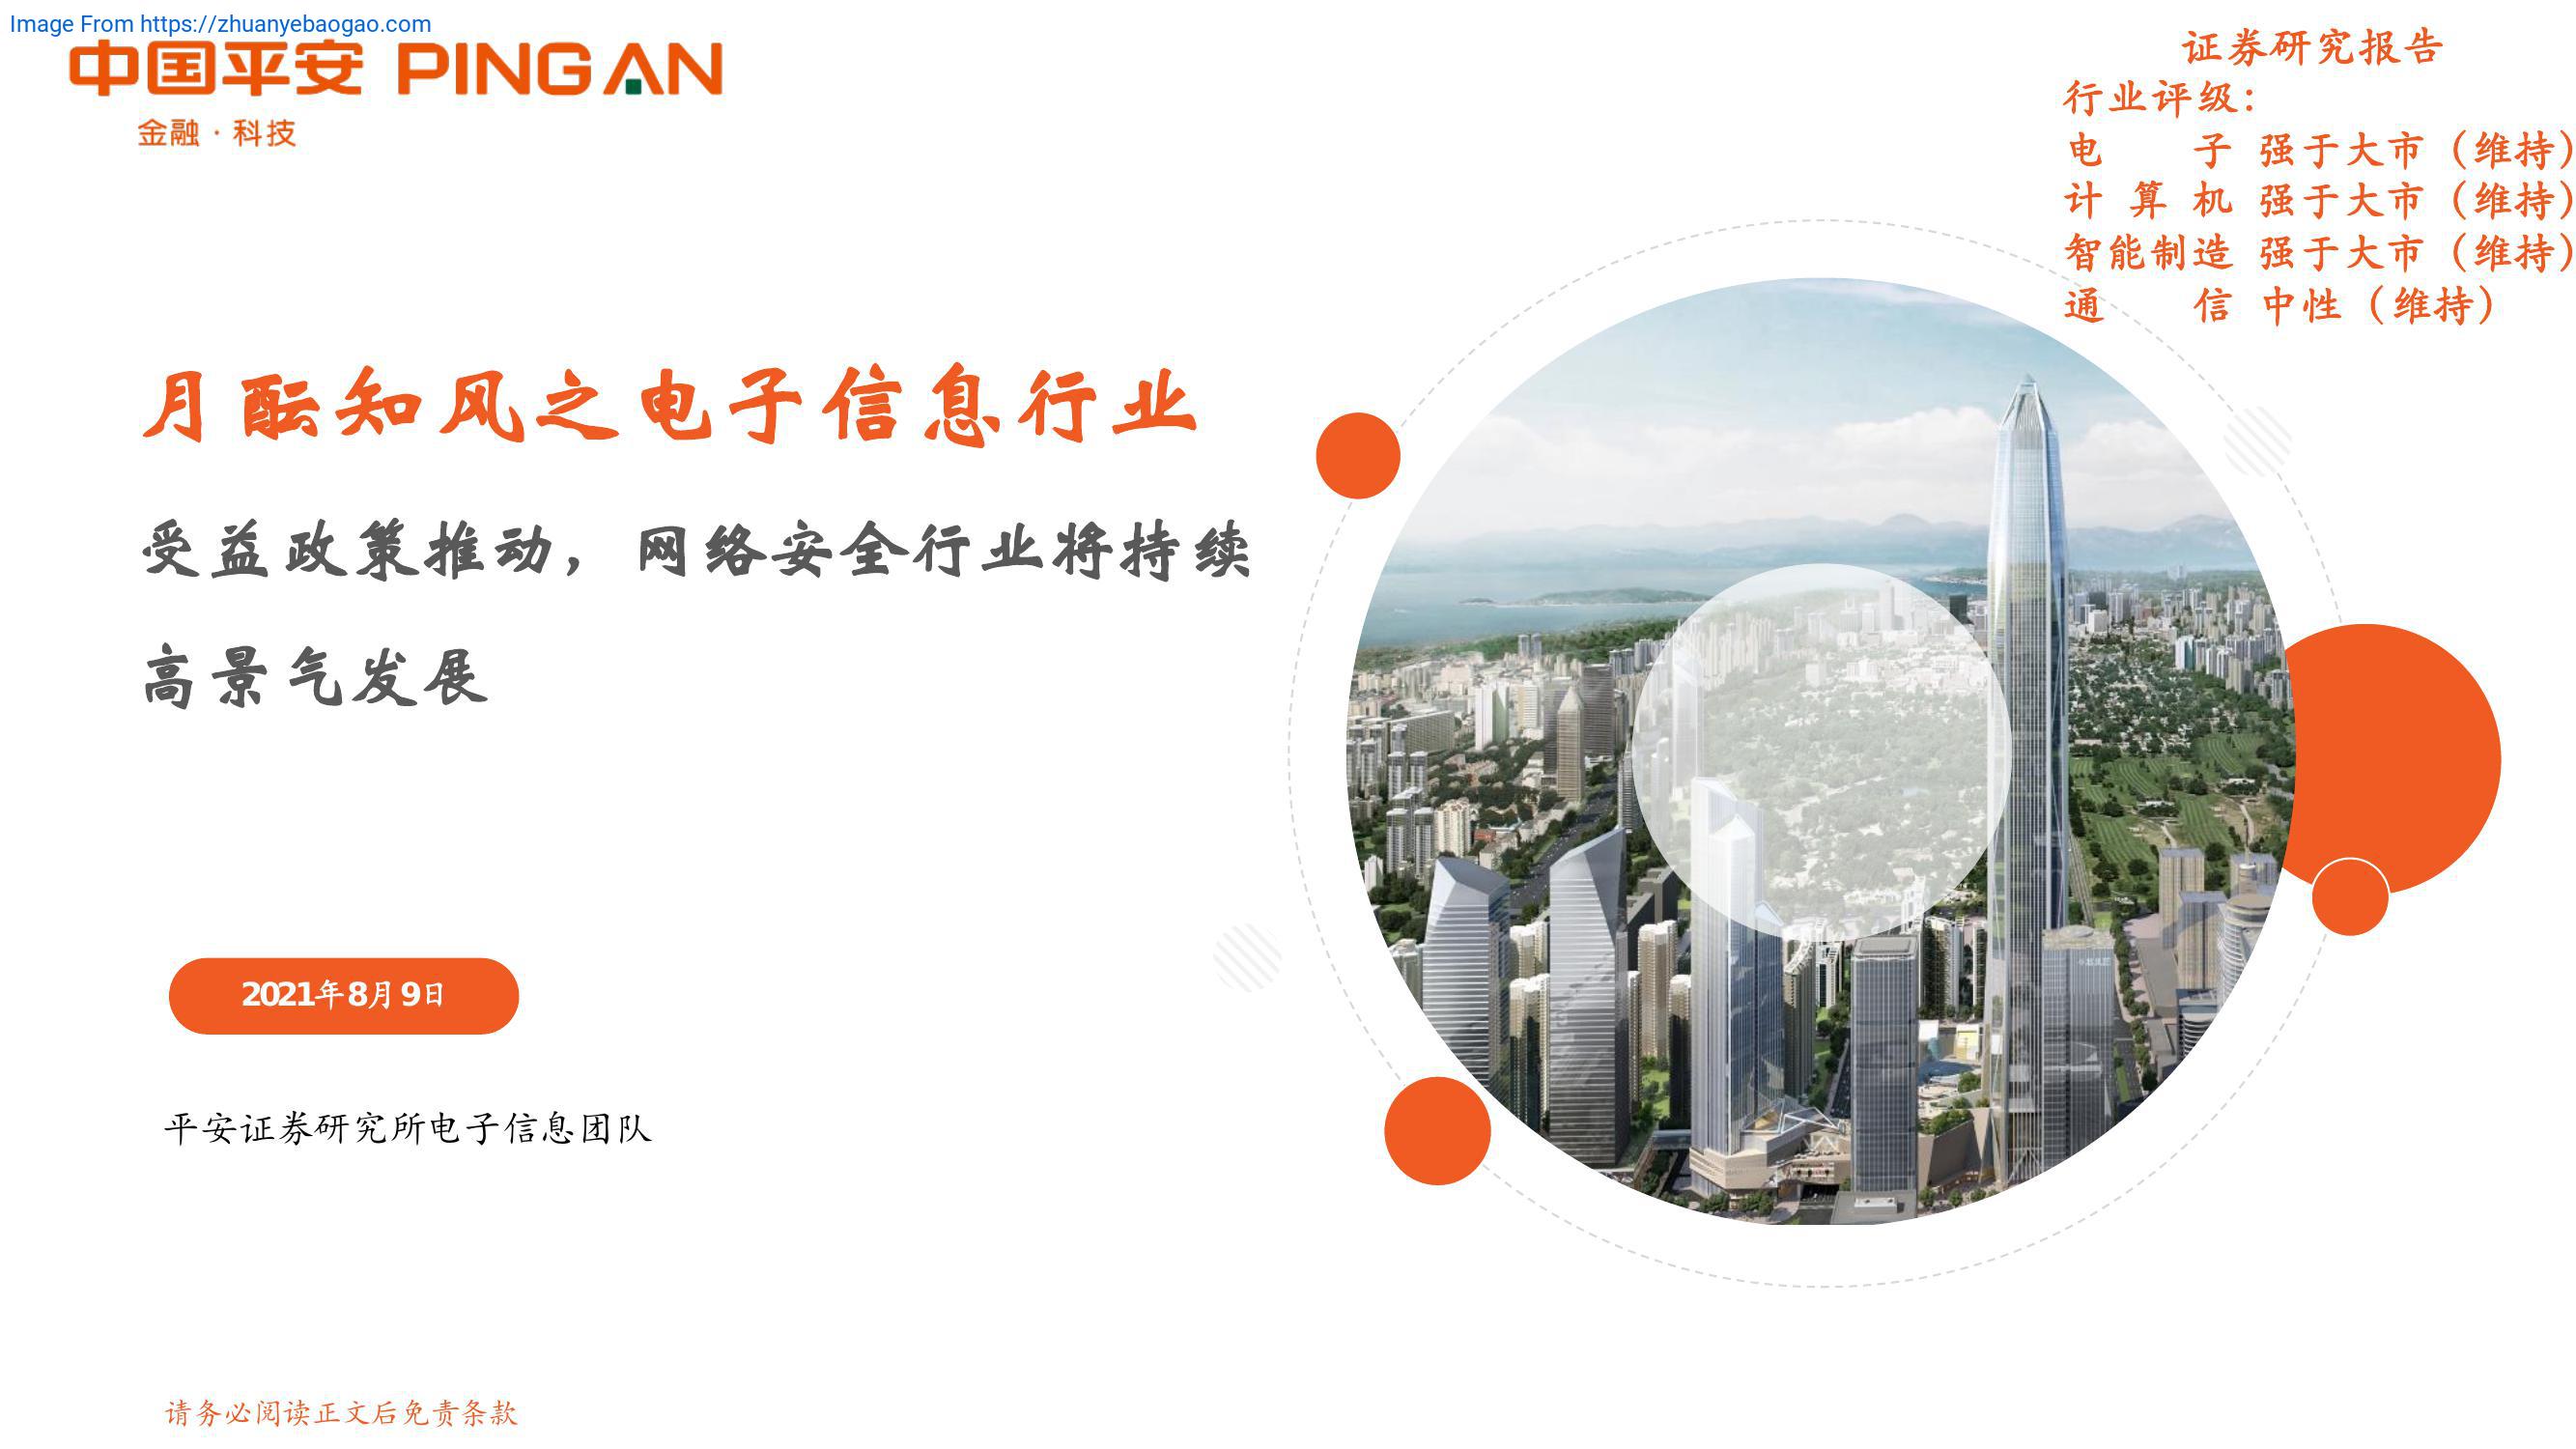 Image From https://zhuanyebaogao.com
中国平安 PINGAN
金融·科技
证券研究报告
行业评级：
电子 强于大市（维持）
计算机 强于大市（维持）
智能制造 强于大市（维持）
通信 中性（维持）
月酝知风之电子信息行业
受益政策推动，网络安全行业将持续
高景气发展
2021年8月9日
平安证券研究所电子信息团队
请务必阅读正文后免责条款